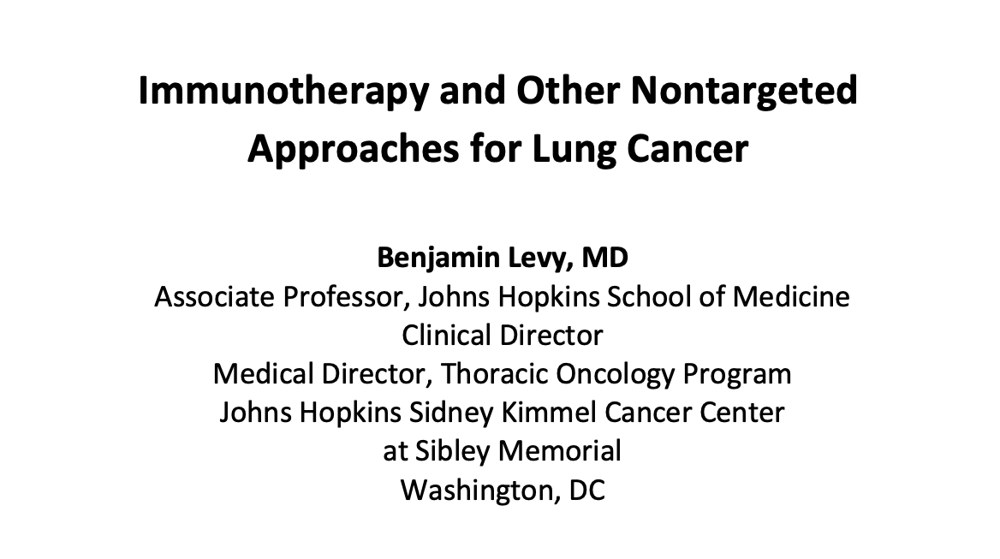 Immunotherapy and Other Nontargeted
Approaches for Lung Cancer
Benjamin Levy, MD
Associate Professor, Johns Hopkins School of Medicine
Clinical Director
Medical Director, Thoracic Oncology Program
Johns Hopkins Sidney Kimmel Cancer Center
at Sibley Memorial
Washington, DC